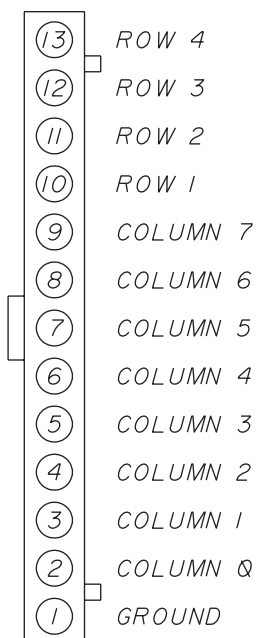 13 ROW 4
12 ROW 3
11 ROW 2
10 ROW 1
9 COLUMN 7
8 COLUMN 6
7 COLUMN 5
6 COLUMN 4
5 COLUMN 3
4 COLUMN 2
3 COLUMN 1
2 COLUMN 0
1 GROUND